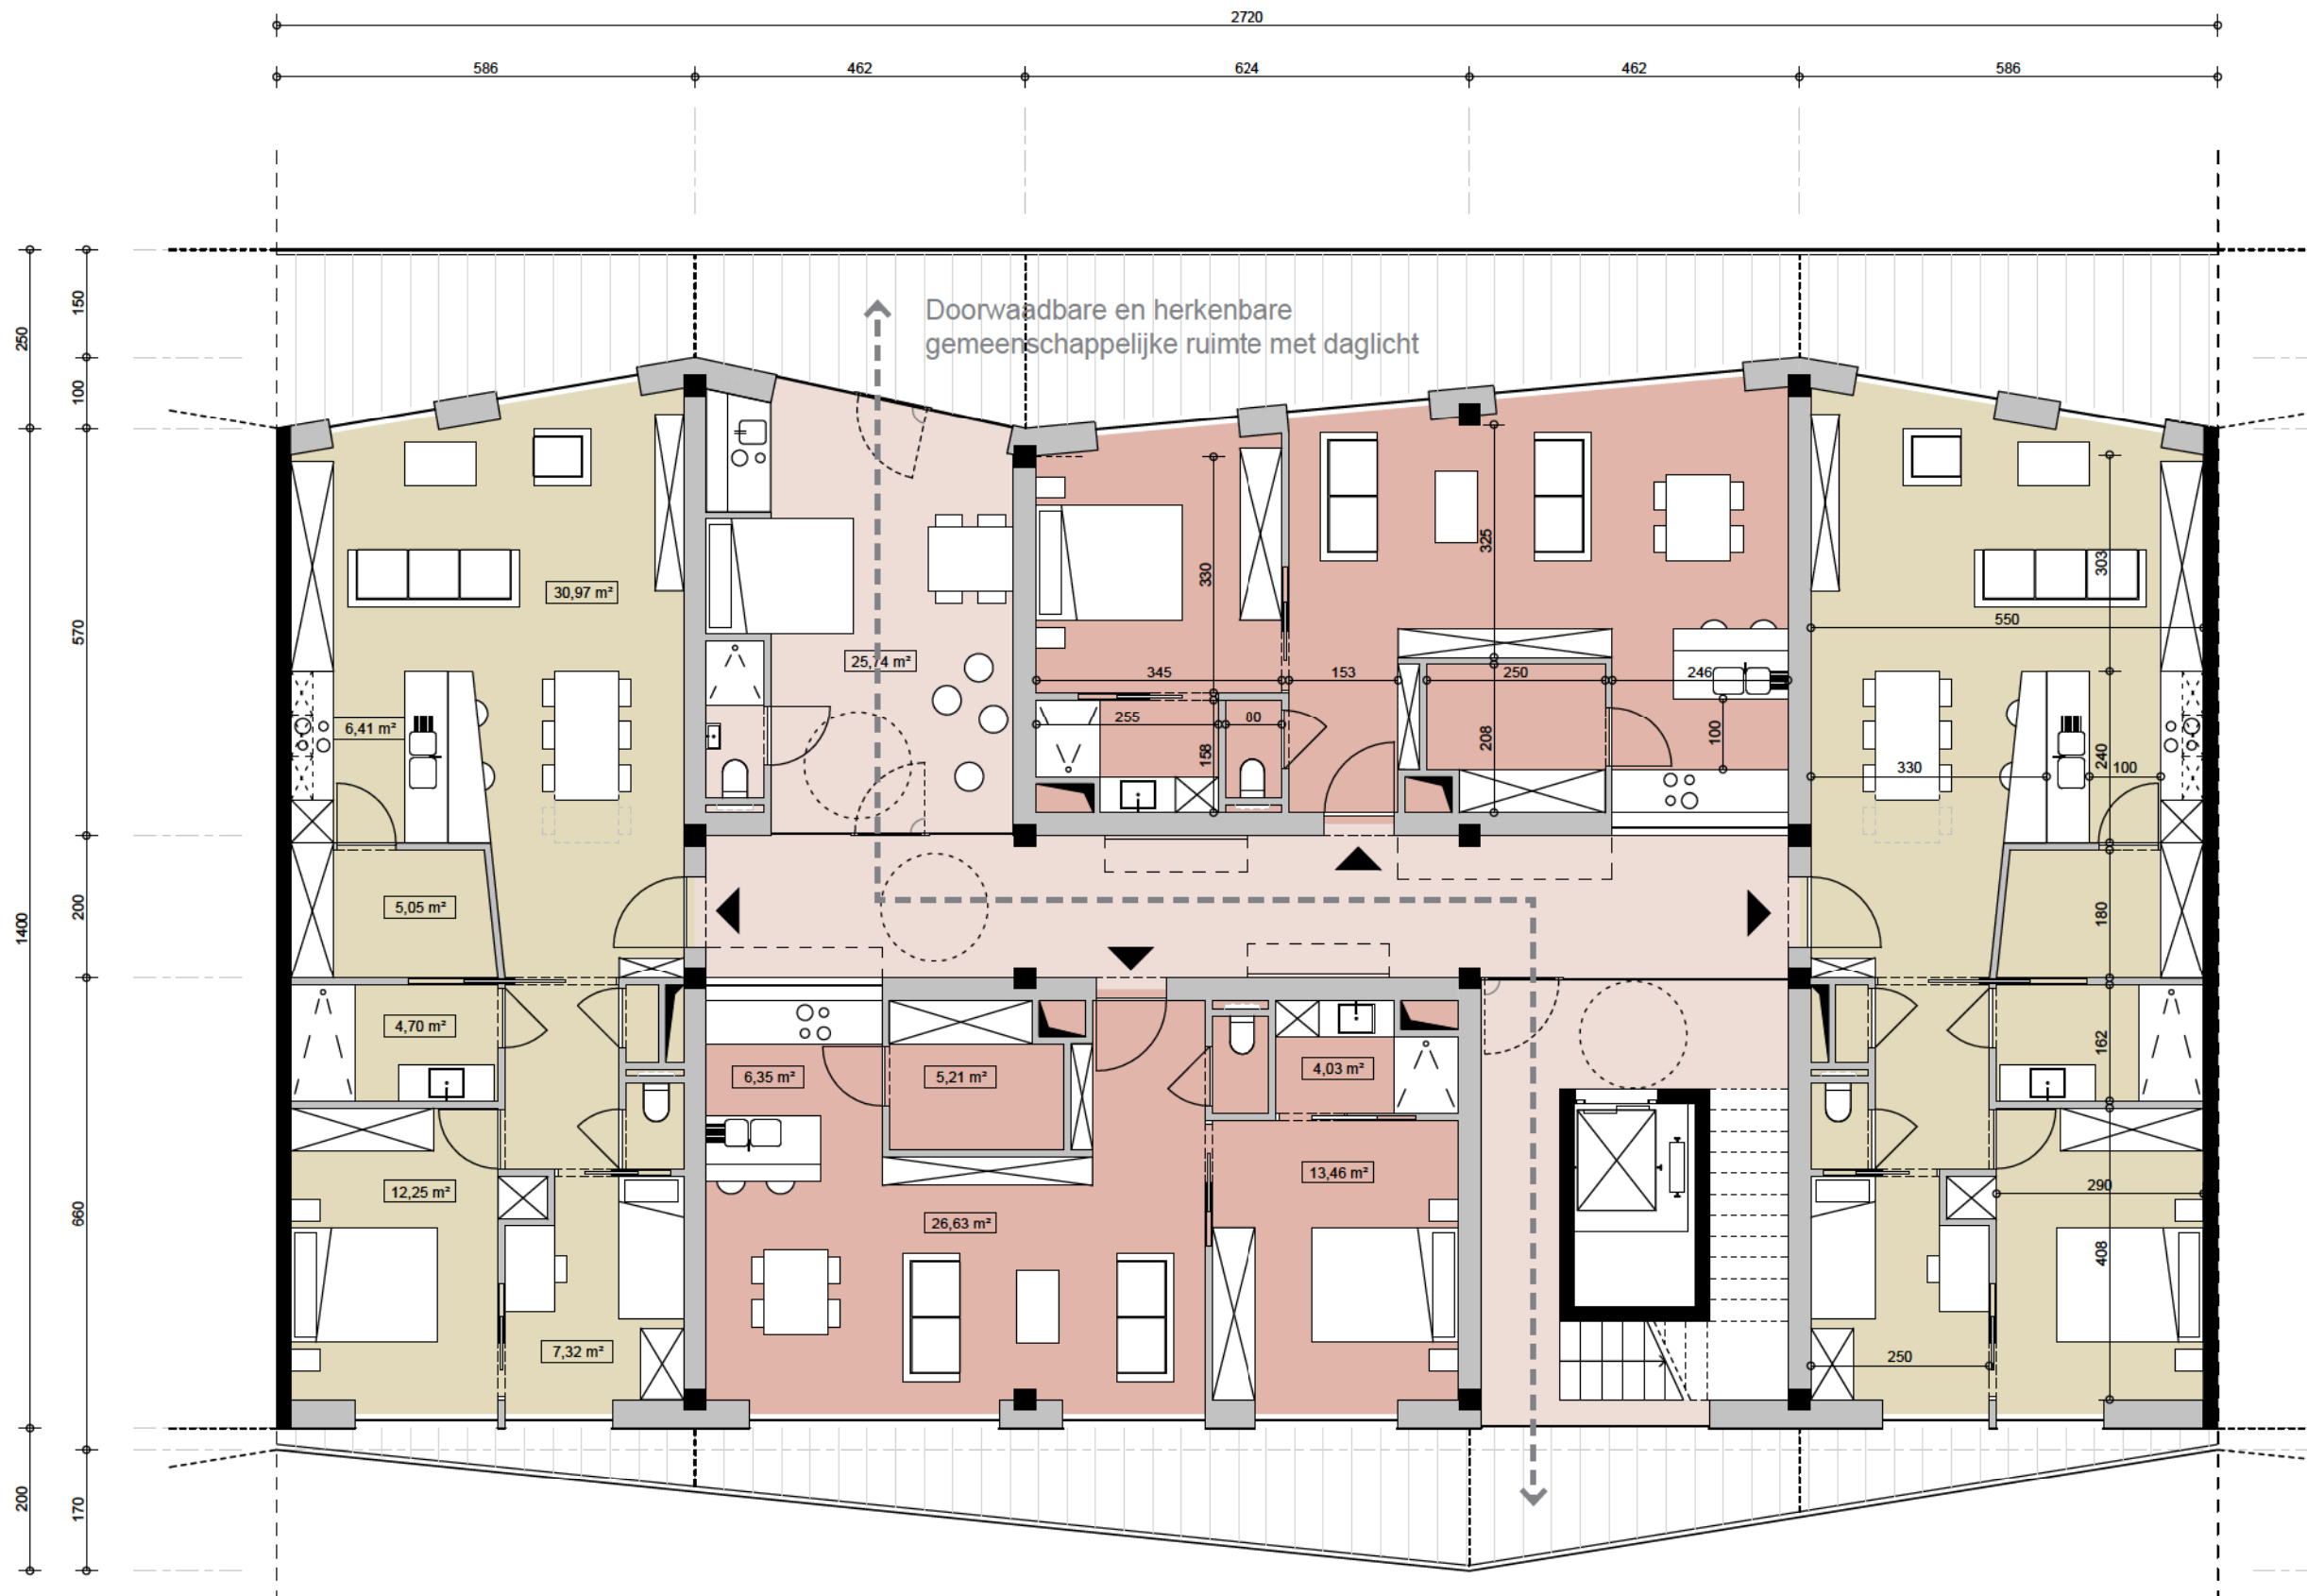 2720
586
462
624
462
586
150
250
100
Doorwaadbare en herkenbare
gemeenschappelijke ruimte met daglicht
570
30,97 m²
325
330
303
550
25,74 m²
345
153
250
246
6,41 m²
255
80
158
208
100
240
330
100
5,05 m²
200
1400
180
4,70 m²
162
6,35 m²
5,21 m²
4,03 m²
12,25 m²
13,46 m²
290
660
26,63 m²
408
7,32 m²
250
200
170